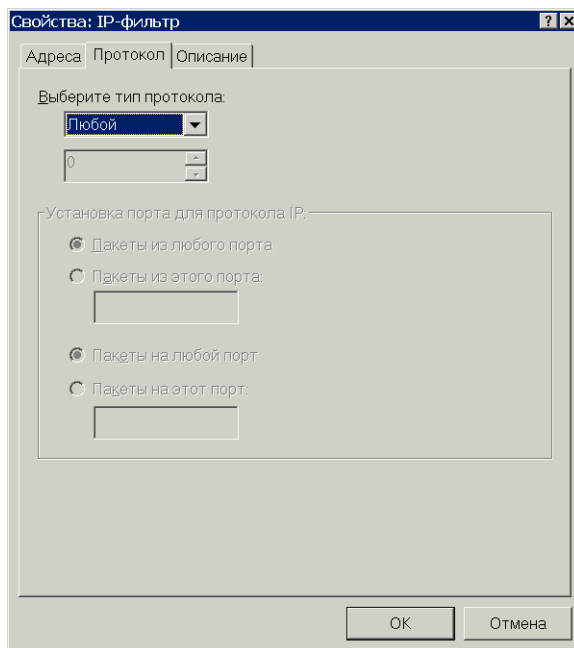 Свойства: IP-фильтр
Адреса Протокол Описание
Выберите тип протокола:
Любой
0
Установка порта для протокола IP:
Пакеты из любого порта
Пакеты из этого порта:
Пакеты на любой порт
Пакеты на этот порт:
OK Отмена